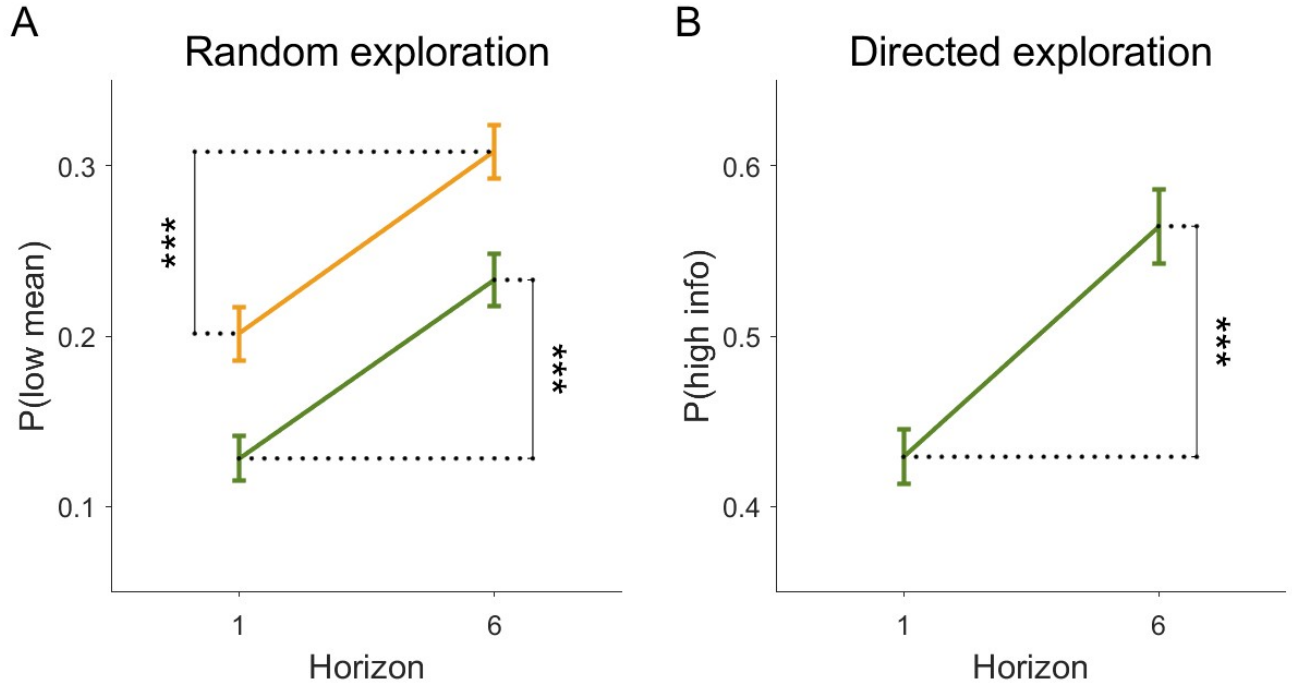 A
Random exploration
P(low mean)
0.3
0.2
0.1
***
***
1
6
Horizon
B
Directed exploration
P(high info)
0.6
0.5
0.4
***
1
6
Horizon